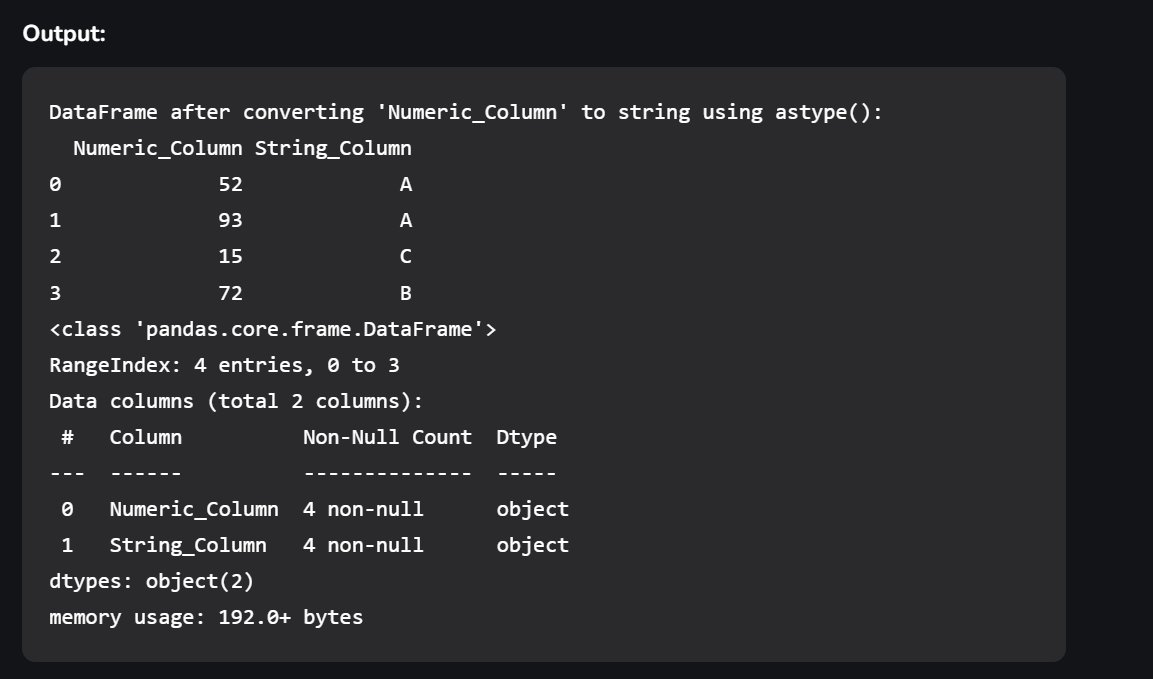 Output:
DataFrame after converting 'Numeric_Column' to string using astype():
  Numeric_Column String_Column
0             52             A
1             93             A
2             15             C
3             72             B
<class 'pandas.core.frame.DataFrame'>
RangeIndex: 4 entries, 0 to 3
Data columns (total 2 columns):
 #   Column          Non-Null Count  Dtype
---  ------          --------------  -----
 0   Numeric_Column  4 non-null      object
 1   String_Column   4 non-null      object
dtypes: object(2)
memory usage: 192.0+ bytes